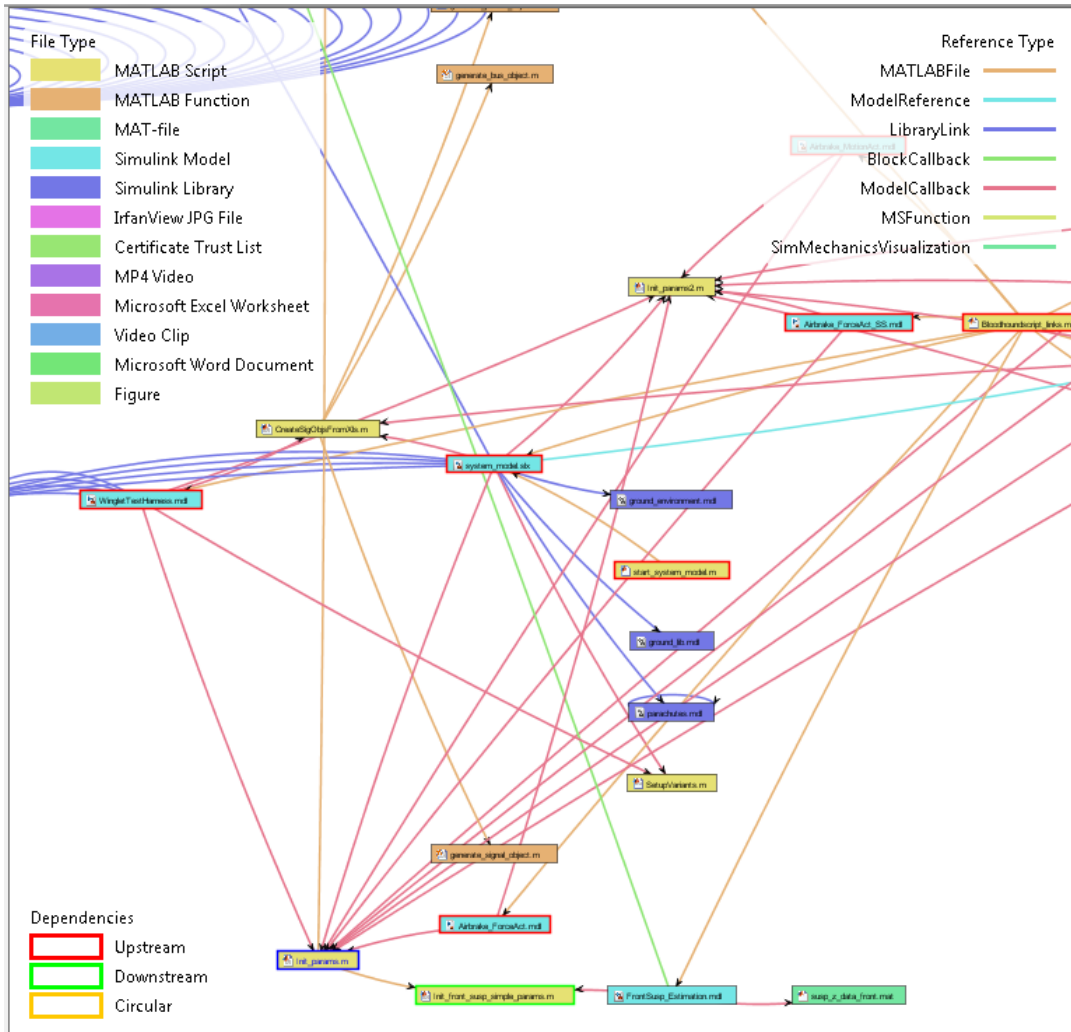 File Type
MATLAB Script
MATLAB Function
MAT-file
Simulink Model
Simulink Library
IrfanView JPG File
Certificate Trust List
MP4 Video
Microsoft Excel Worksheet
Video Clip
Microsoft Word Document
Figure
Reference Type
MATLABFile
ModelReference
LibraryLink
BlockCallback
ModelCallback
MSFunction
SimMechanicsVisualization
generate_bus_object.m
Airbrake_MotionAct.mdl
Init_params2.m
Airbrake_ForceAct_SS.mdl
Bloodhoundscript_links.m
CreateSigObjsFromXls.m
system_model.slx
WingletTestHarness.mdl
ground_environment.mdl
start_system_model.m
ground_lib.mdl
parachutes.mdl
SetupVariants.m
generate_signal_object.m
Airbrake_ForceAct.mdl
Init_params.m
Init_front_susp_simple_params.m
FrontSusp_Estimation.mdl
susp_z_data_front.mat
Dependencies
Upstream
Downstream
Circular